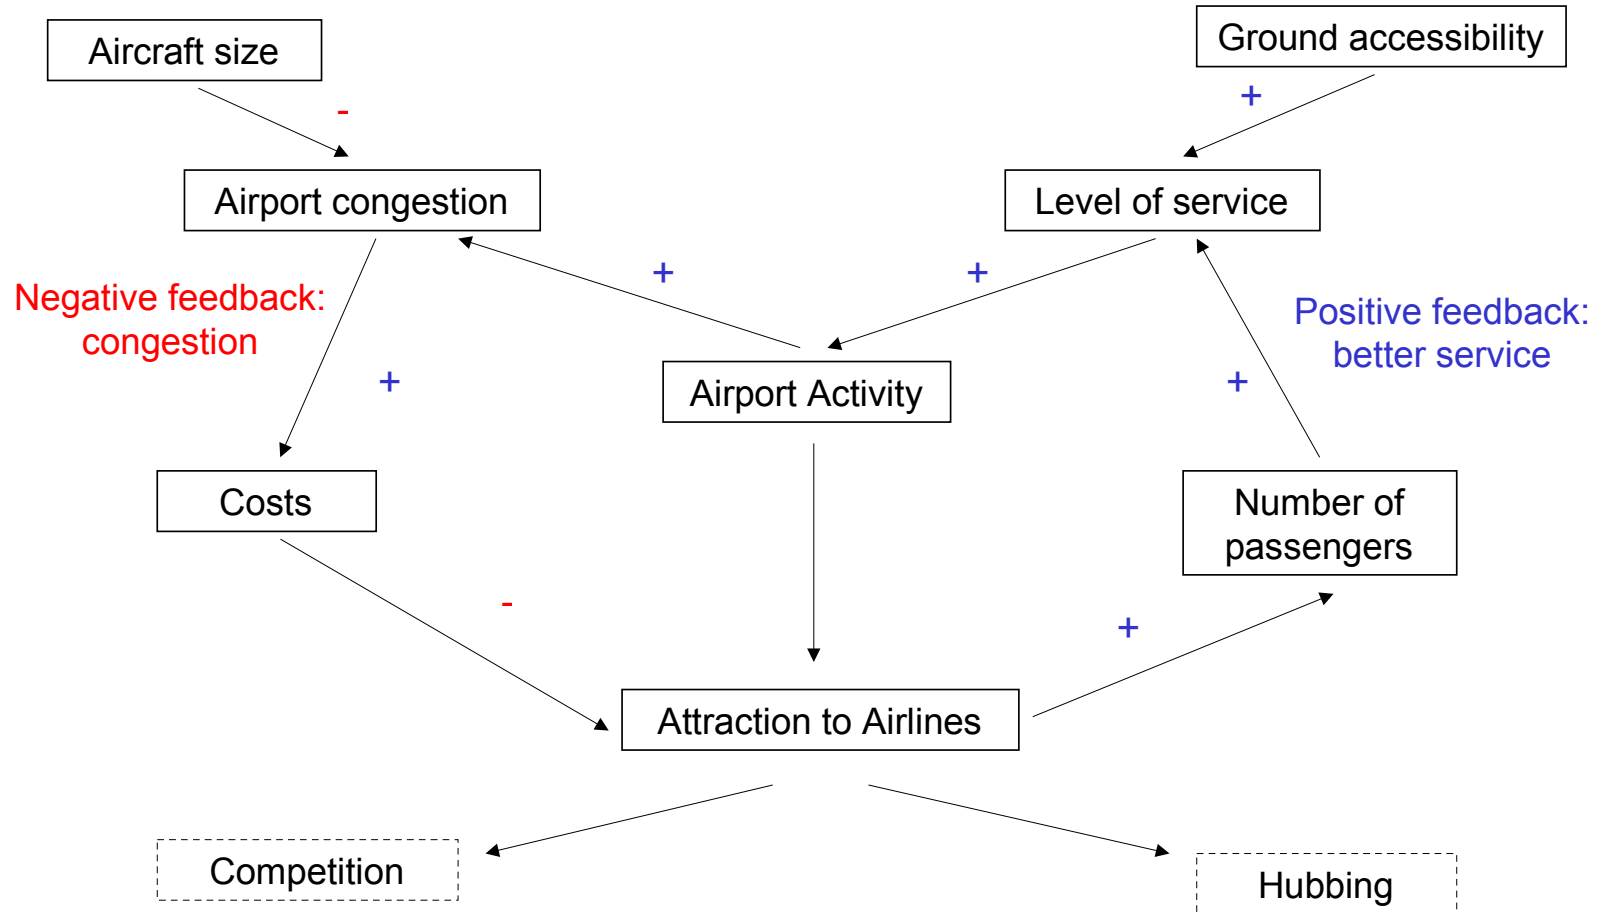 Aircraft size
Ground accessibility
-
+
Airport congestion
Level of service
+
+
Negative feedback:
congestion
Positive feedback:
better service
+
Airport Activity
+
Costs
Number of
passengers
-
+
Attraction to Airlines
Competition
Hubbing